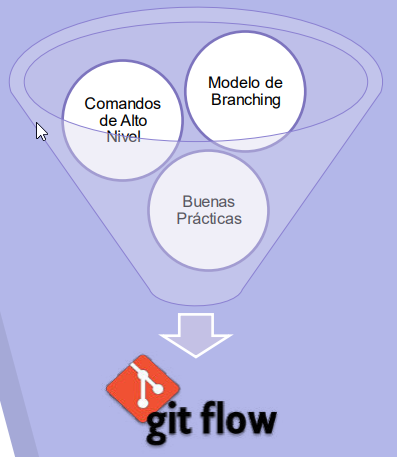 Modelo de
Branching
Comandos
de Alto
Nivel
Buenas
Prácticas
git flow